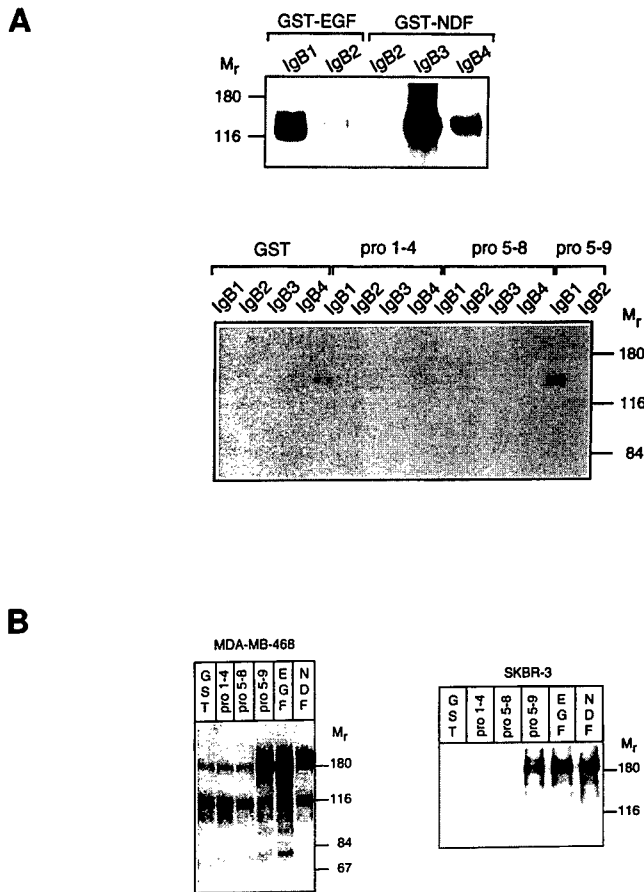 A
GST-EGF GST-NDF
Mr IgB1 IgB2 IgB2 IgB3 IgB4
180
116
GST pro 1-4 pro 5-8 pro 5-9
IgB1 IgB2 IgB3 IgB4 IgB1 IgB2 IgB3 IgB4 IgB1 IgB2 IgB3 IgB4 IgB1 IgB2
Mr
180
116
84
B
MDA-MB-468
GST pro 1-4 pro 5-8 pro 5-9 EGF NDF
Mr
180
116
84
67
SKBR-3
GST pro 1-4 pro 5-8 pro 5-9 EGF NDF
Mr
180
116